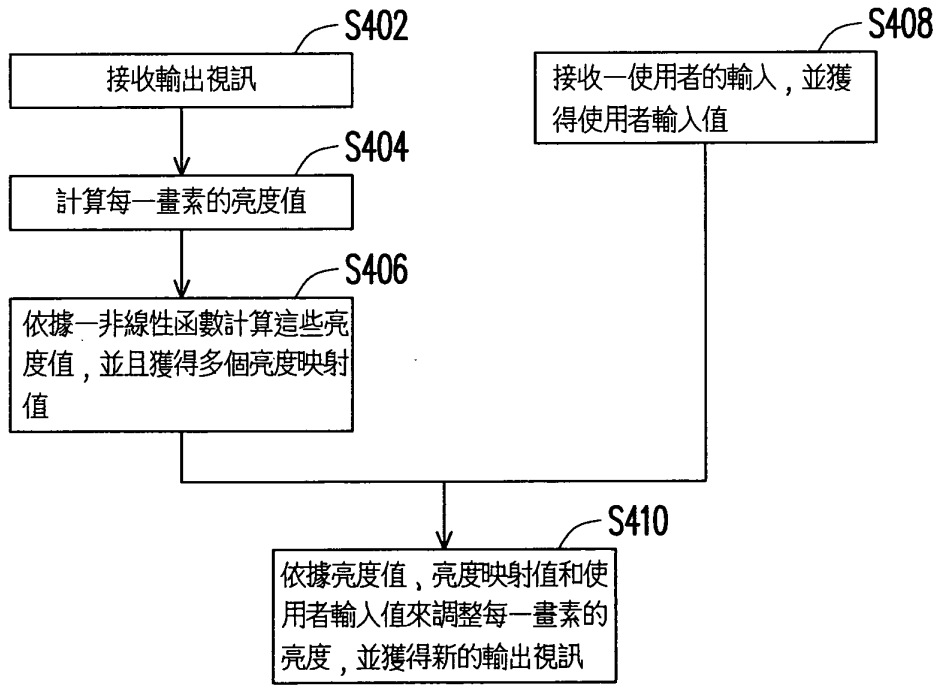 S402
接收輸出視訊
S404
計算每一畫素的亮度值
S406
依據一非線性函數計算這些亮
度值，並且獲得多個亮度映射
值
S408
接收一使用者的輸入，並獲
得使用者輸入值
S410
依據亮度值、亮度映射值和使
用者輸入值來調整每一畫素的
亮度，並獲得新的輸出視訊